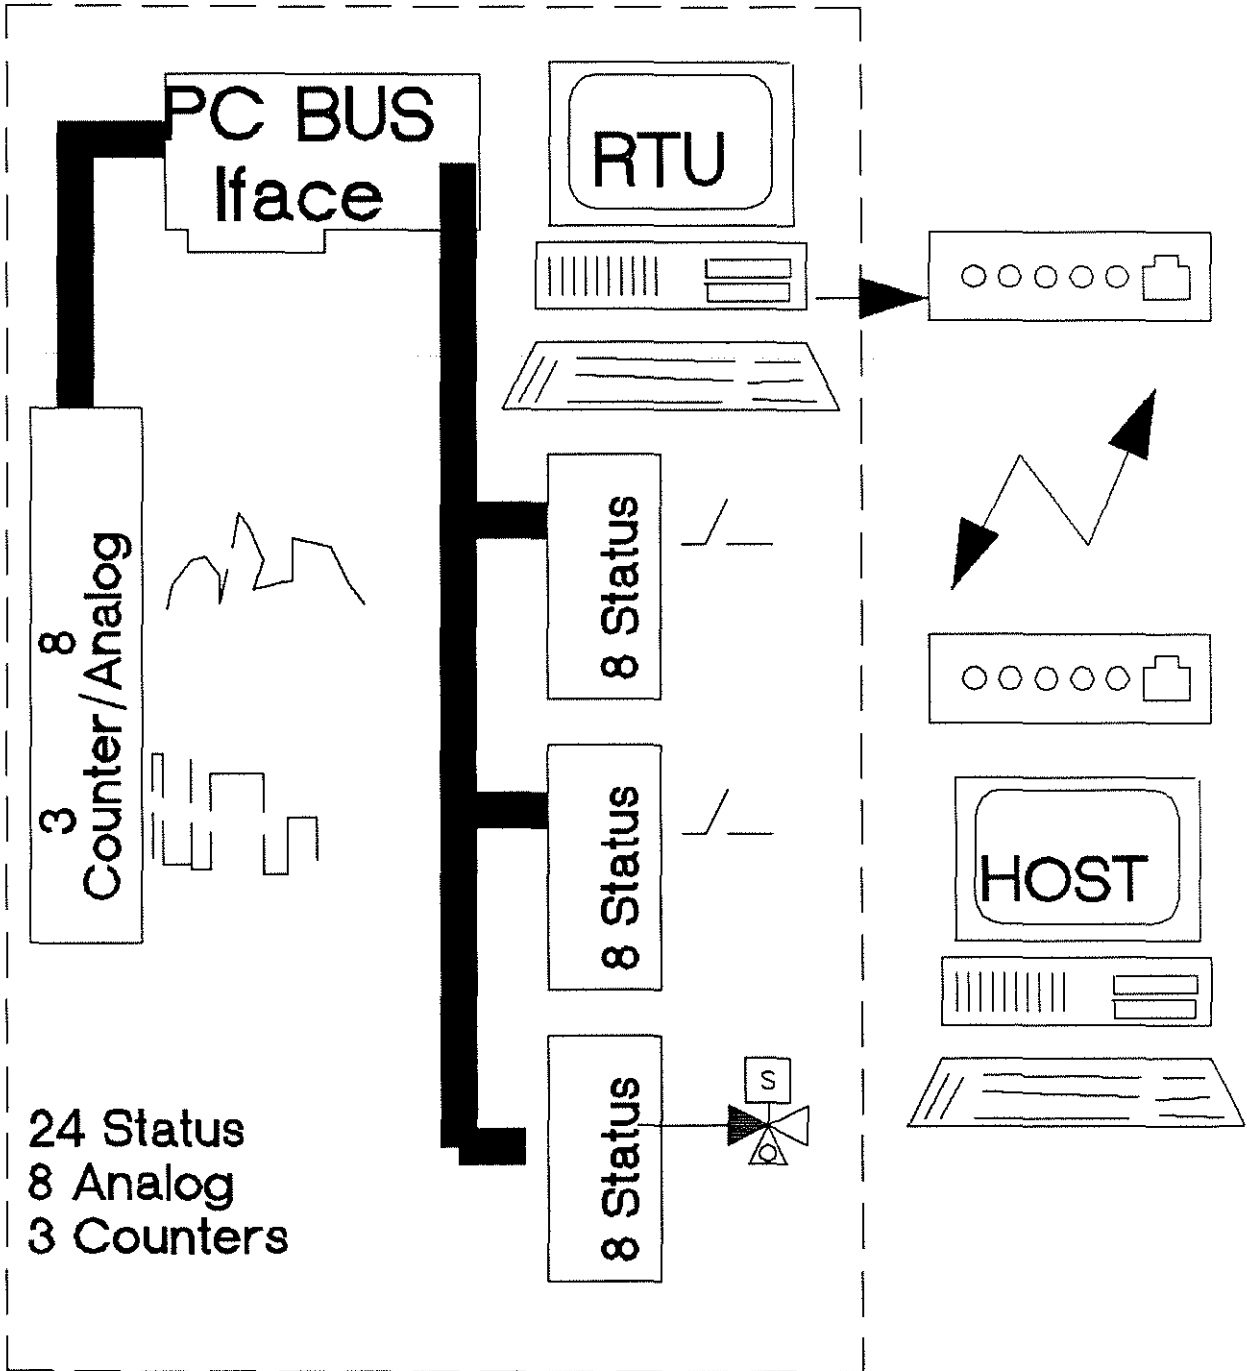 PC BUS
Iface
RTU
8 Status
3 8
Counter/Analog
8 Status
HOST
8 Status
S
24 Status
8 Analog
3 Counters